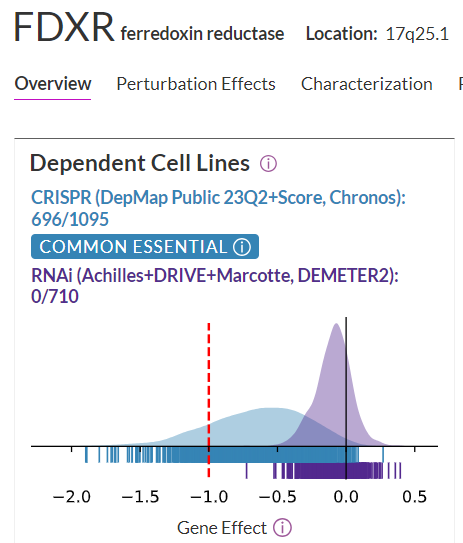 FDXR ferredoxin reductase Location: 17q25.1
Overview Perturbation Effects Characterization
Dependent Cell Lines
CRISPR (DepMap Public 23Q2+Score, Chronos):
696/1095
COMMON ESSENTIAL
RNAi (Achilles+DRIVE+Marcotte, DEMETER2):
0/710
−2.0 −1.5 −1.0 −0.5 0.0 0.5
Gene Effect